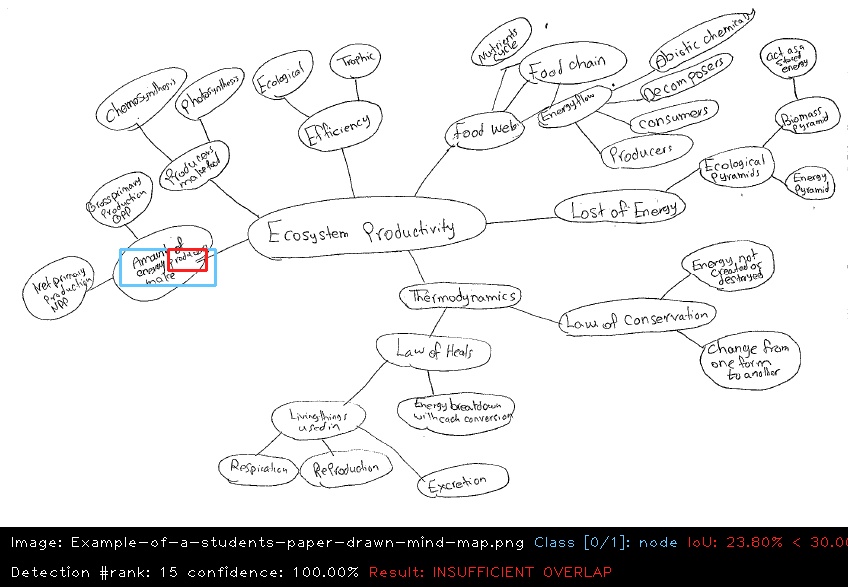 Nutrients
cycle
Food chain
Abiotic chemicals
Decomposers
consumers
Producers
Energy flow
Food web
act as a
stored
energy
Biomass
Pyramid
Energy
Pyramid
Ecological
Pyramids
Lost of Energy
Trophic
Ecological
Efficiency
Photosynthesis
Chemosynthesis
Producers
make food
Gross primary
Production
GPP
Amount of
energy
make
Net primary
Production
NPP
Ecosystem Productivity
Thermodynamics
Energy, not
created or
destroyed
Law of Conservation
Change from
one form
to another
Law of Heals
Energy breakdown
with each conversion
Living things
used in
Respiration
Reproduction
Excretion
Image: Example-of-a-students-paper-drawn-mind-map.png Class [0/1]: node IoU: 23.80% < 30.00
Detection #rank: 15 confidence: 100.00% Result: INSUFFICIENT OVERLAP